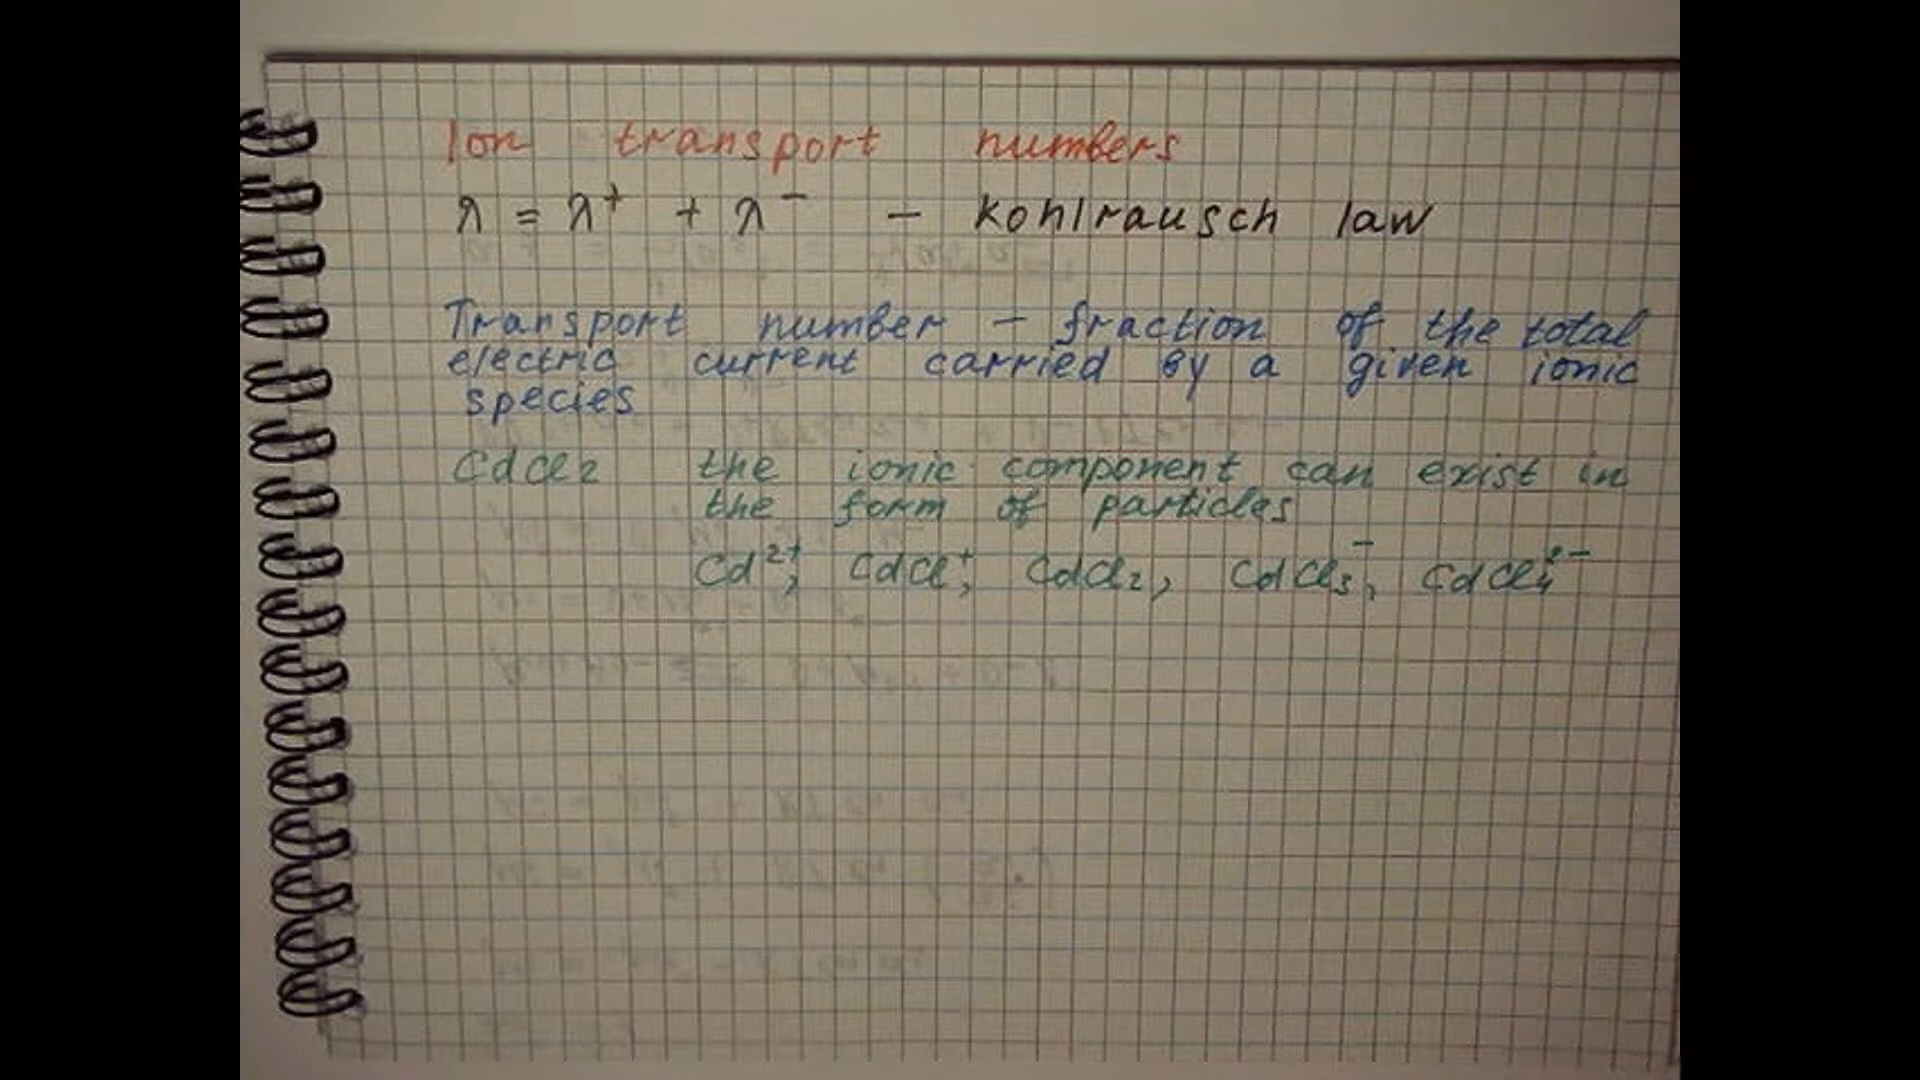 Ion transport numbers
λ = λ⁺ + λ⁻ - Kohlrausch law
Transport number - fraction of the total
electric current carried by a given ionic
species
CdCl₂ the ionic component can exist in
the form of particles
Cd²⁺, CdCl⁺, CdCl₂, CdCl₃⁻, CdCl₄²⁻